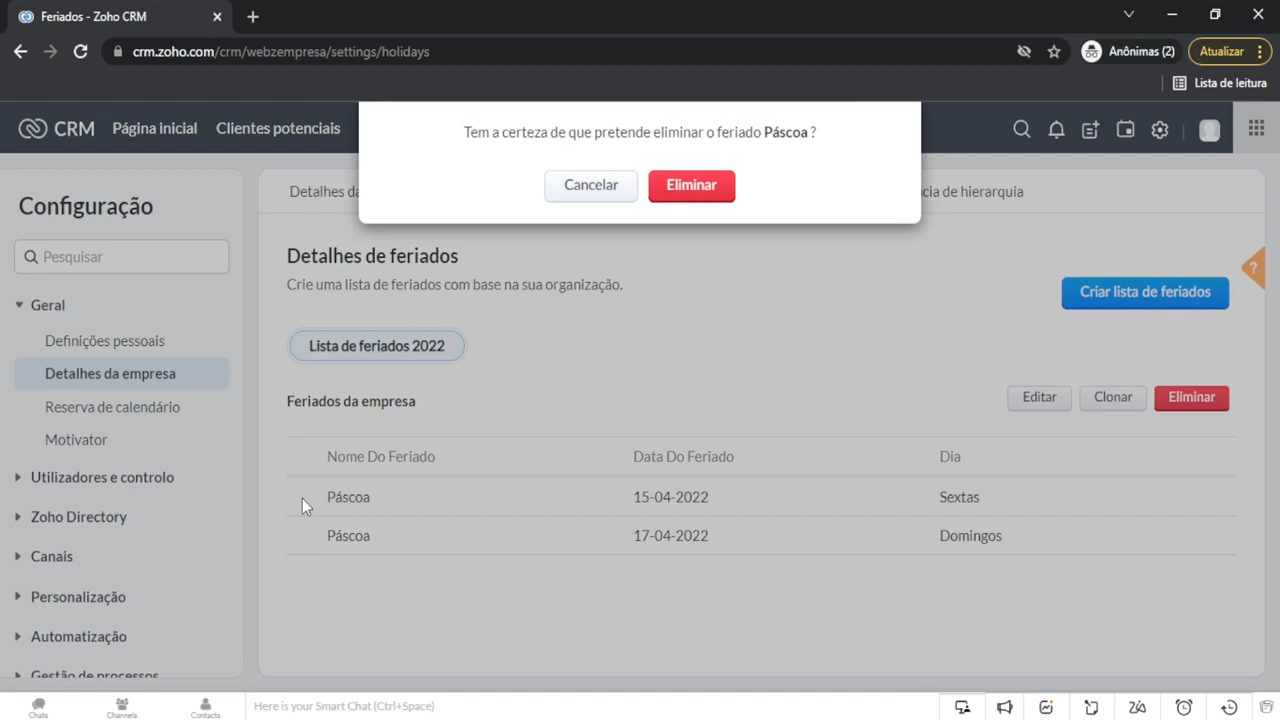 Feriados - Zoho CRM
crm.zoho.com/crm/webzempresa/settings/holidays
Anônimas (2)
Atualizar
Lista de leitura
CRM
Página inicial
Clientes potenciais
Tem a certeza de que pretende eliminar o feriado Páscoa ?
Cancelar
Eliminar
Configuração
Pesquisar
Geral
Definições pessoais
Detalhes da empresa
Reserva de calendário
Motivator
Utilizadores e controlo
Zoho Directory
Canais
Personalização
Automatização
Gestão de processos
Detalhes da
cia de hierarquia
Detalhes de feriados
Crie uma lista de feriados com base na sua organização.
Criar lista de feriados
?
Lista de feriados 2022
Feriados da empresa
Editar
Clonar
Eliminar
Nome Do Feriado Data Do Feriado Dia
Páscoa 15-04-2022 Sextas
Páscoa 17-04-2022 Domingos
Chats
Channels
Contacts
Here is your Smart Chat (Ctrl+Space)